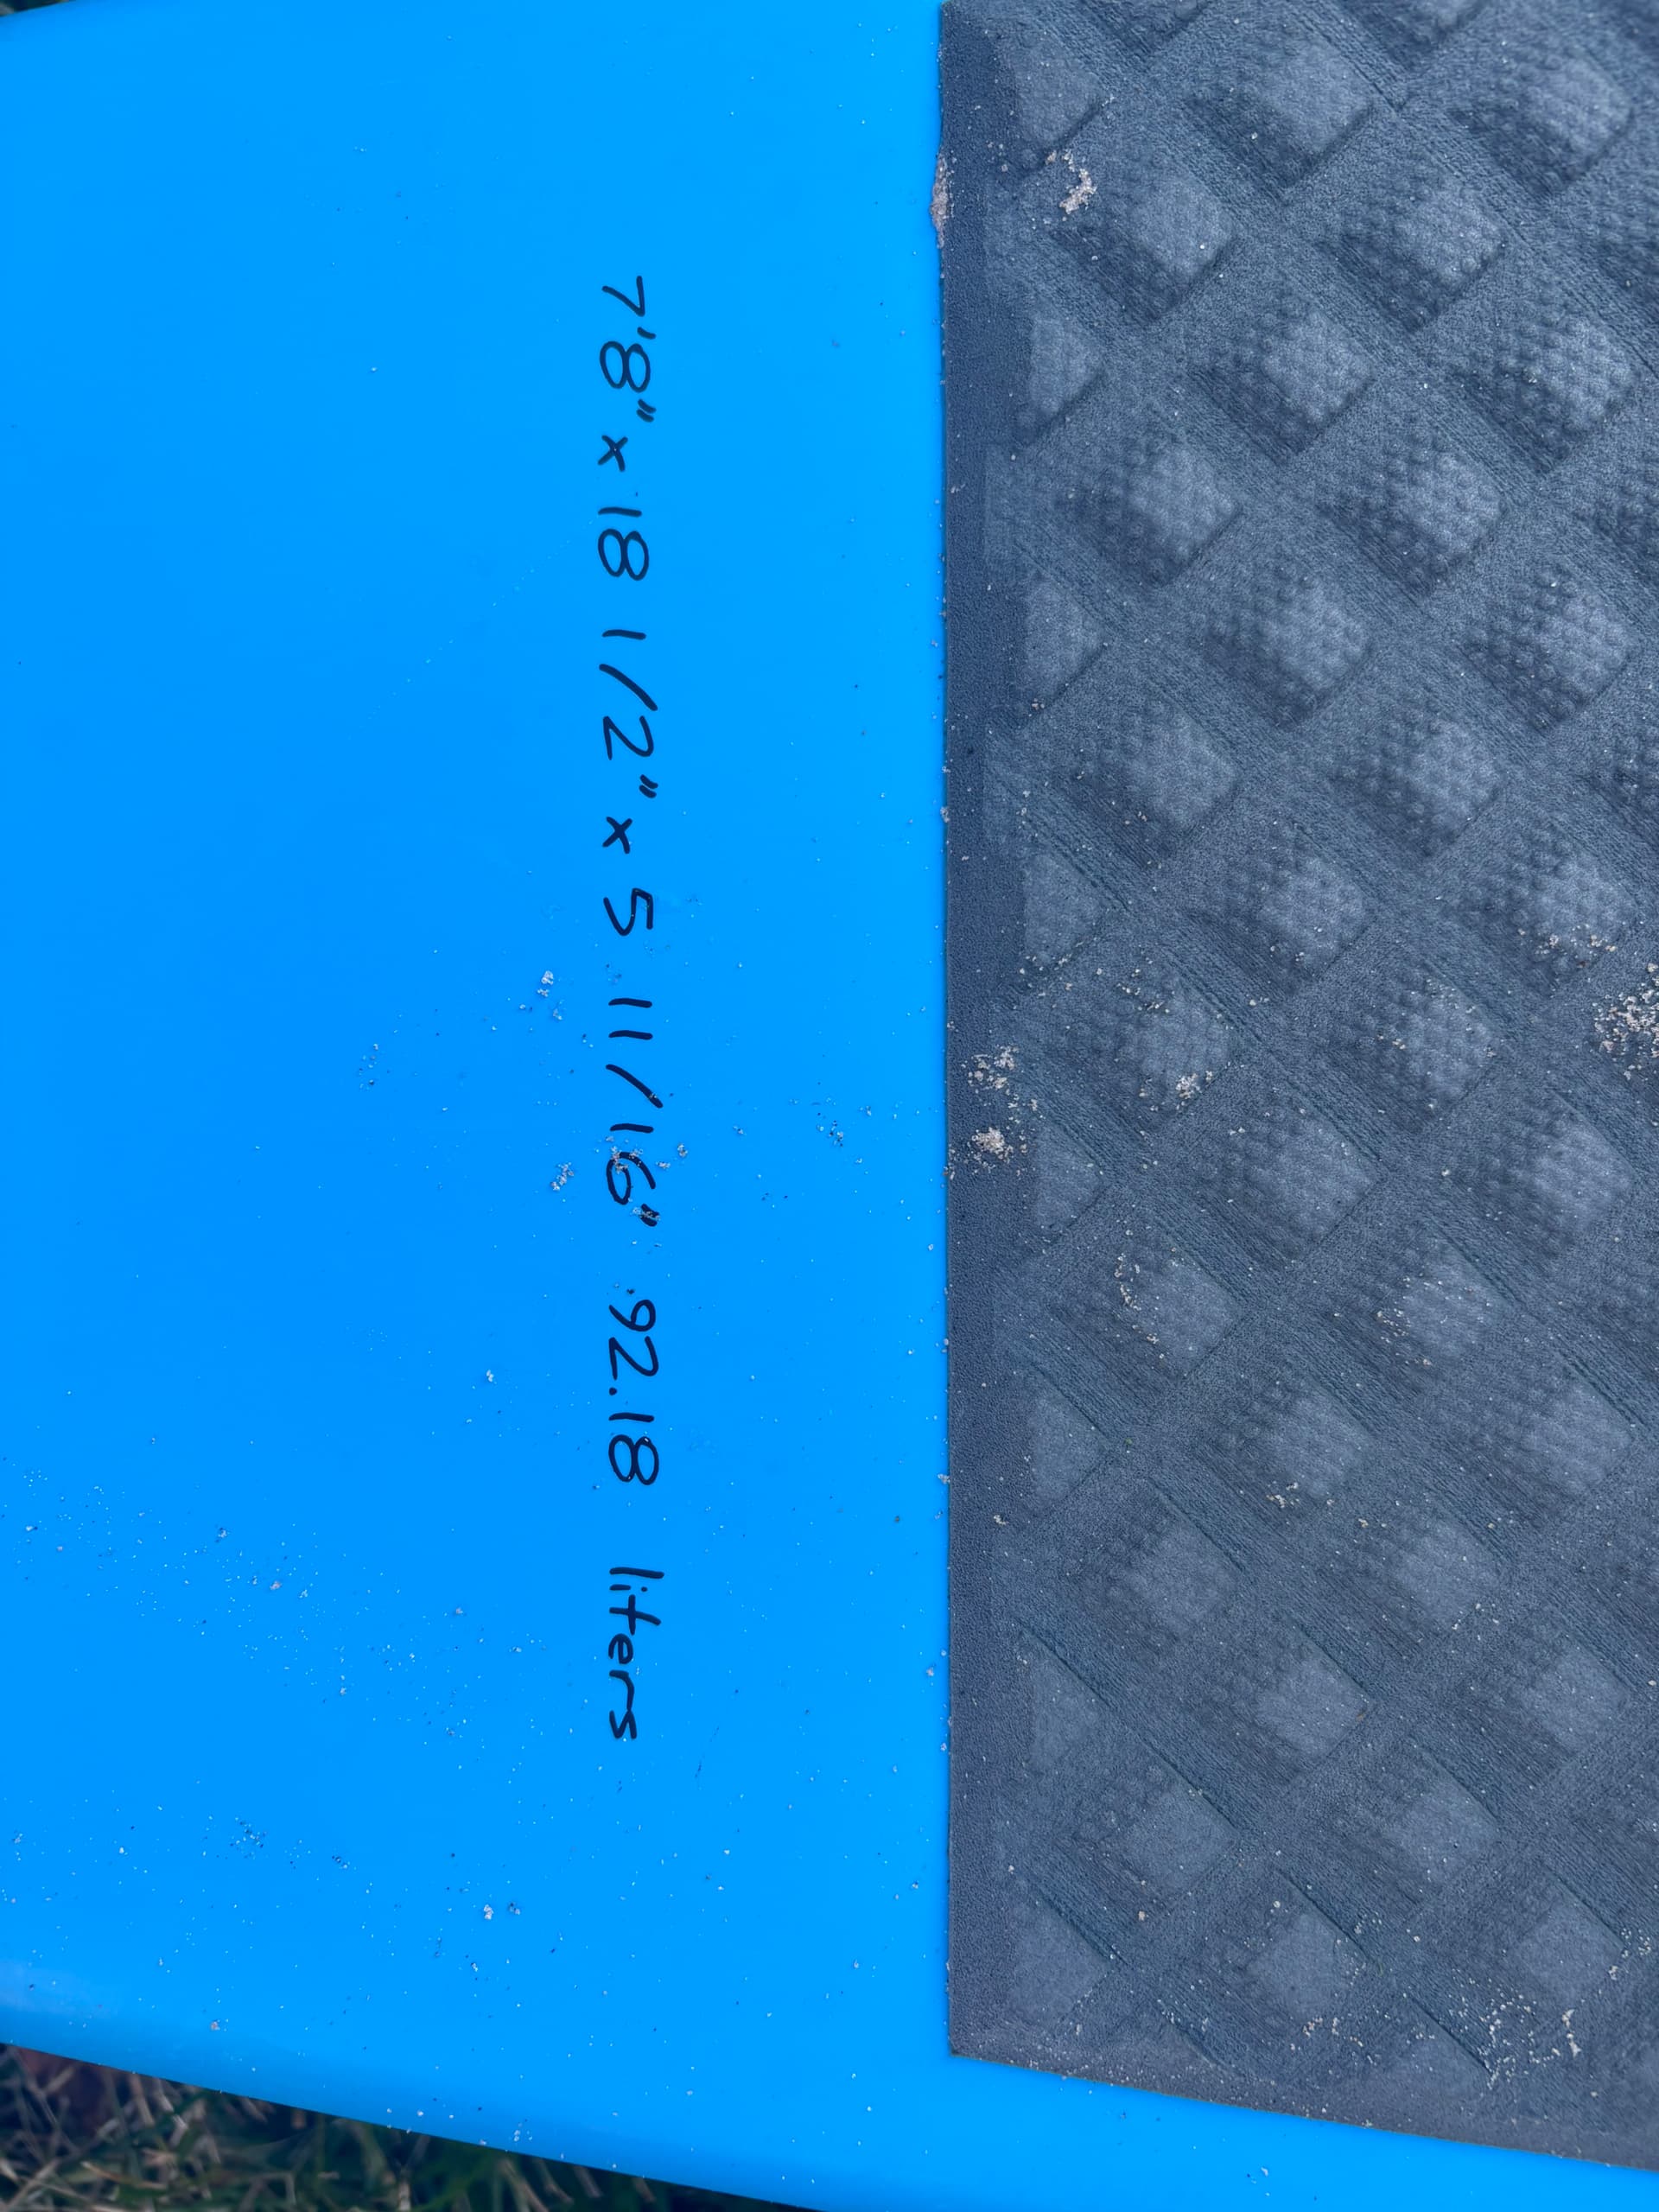 7'8" x 18 1/2" x 5 11/16" 92.18 liters